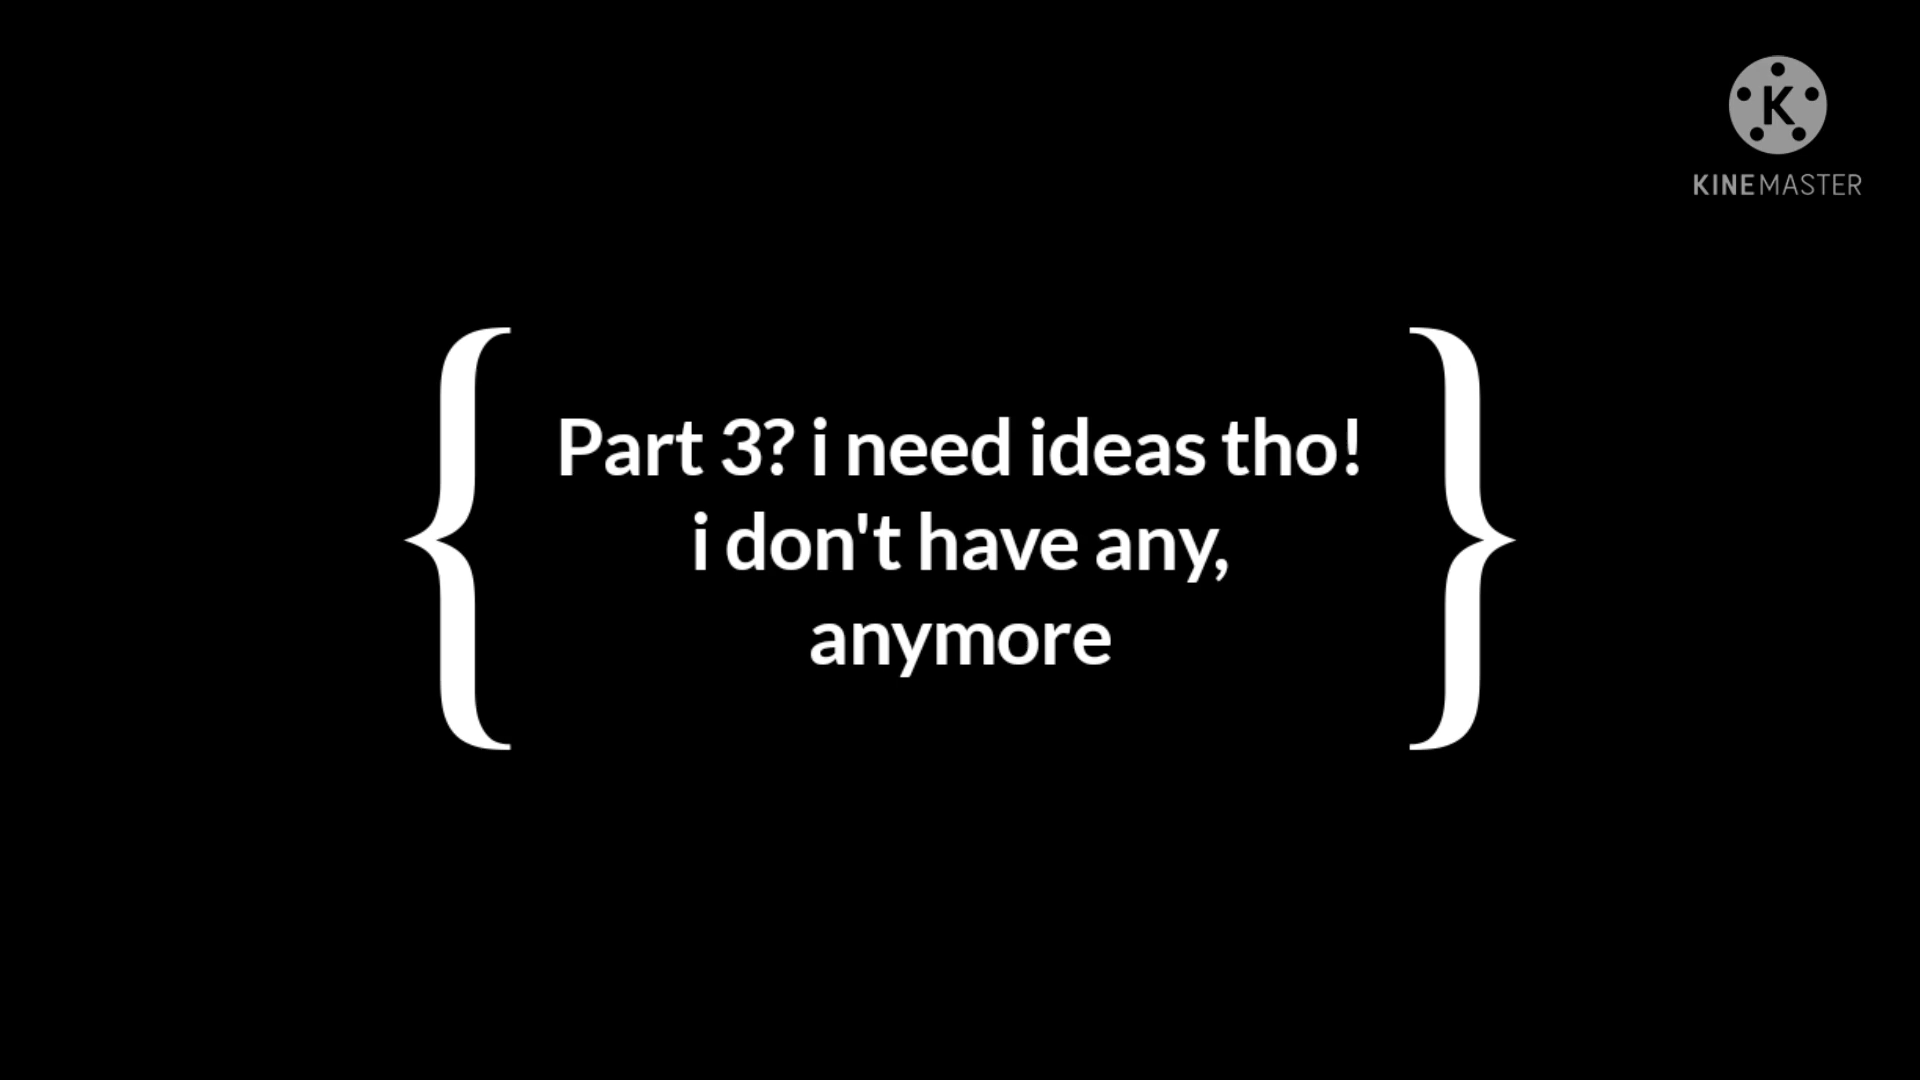 K
KINEMASTER
Part 3? i need ideas tho!
i don't have any,
anymore